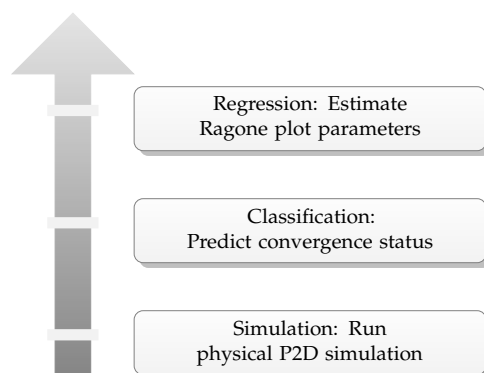 Regression: Estimate
Ragone plot parameters
Classification:
Predict convergence status
Simulation: Run
physical P2D simulation